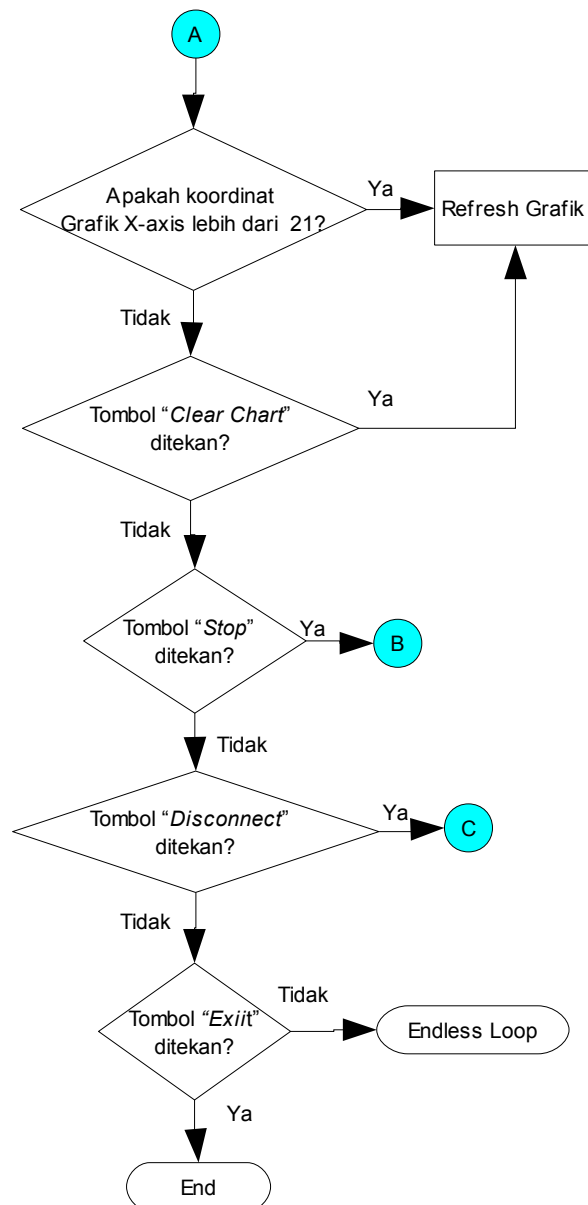 A
Apakah koordinat
Grafik X-axis lebih dari 21?
Ya
Refresh Grafik
Tidak
Tombol “Clear Chart”
ditekan?
Ya
Tidak
Tombol “Stop”
ditekan?
Ya
B
Tidak
Tombol “Disconnect”
ditekan?
Ya
C
Tidak
Tombol “Exiit”
ditekan?
Tidak
Endless Loop
Ya
End